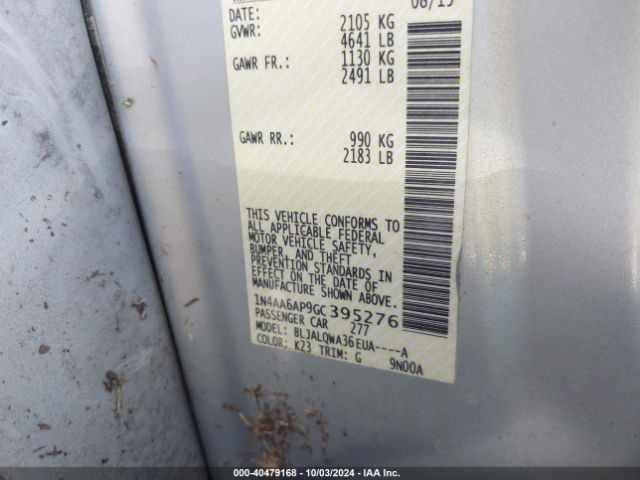 DATE: 08/15
GVWR: 2105 KG
4641 LB
GAWR FR.: 1130 KG
2491 LB
GAWR RR.: 990 KG
2183 LB
THIS VEHICLE CONFORMS TO
ALL APPLICABLE FEDERAL
MOTOR VEHICLE SAFETY,
BUMPER, AND THEFT
PREVENTION STANDARDS IN
EFFECT ON THE DATE OF
MANUFACTURE SHOWN ABOVE.
1N4AA6AP9GC395276
PASSENGER CAR 277
MODEL: BLJALQWA36EUA----A
COLOR: K23 TRIM: G 9N00A
000-40479168 - 10/03/2024 - IAA Inc.